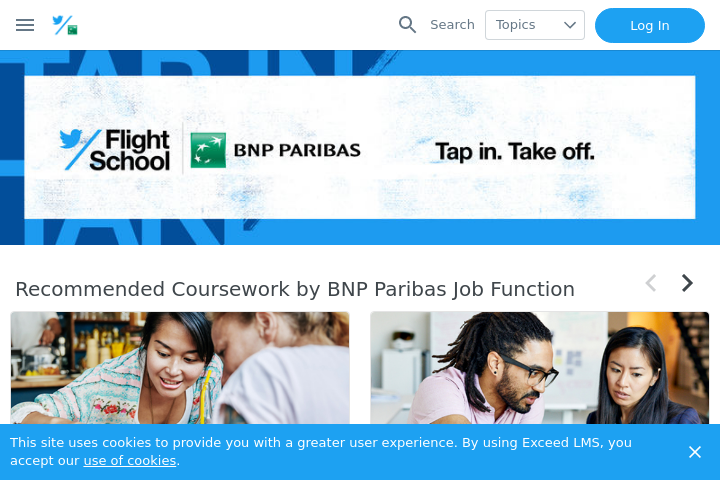 Search
Topics
Log In
Flight
School
BNP PARIBAS
Tap in. Take off.
Recommended Coursework by BNP Paribas Job Function
This site uses cookies to provide you with a greater user experience. By using Exceed LMS, you
accept our use of cookies.